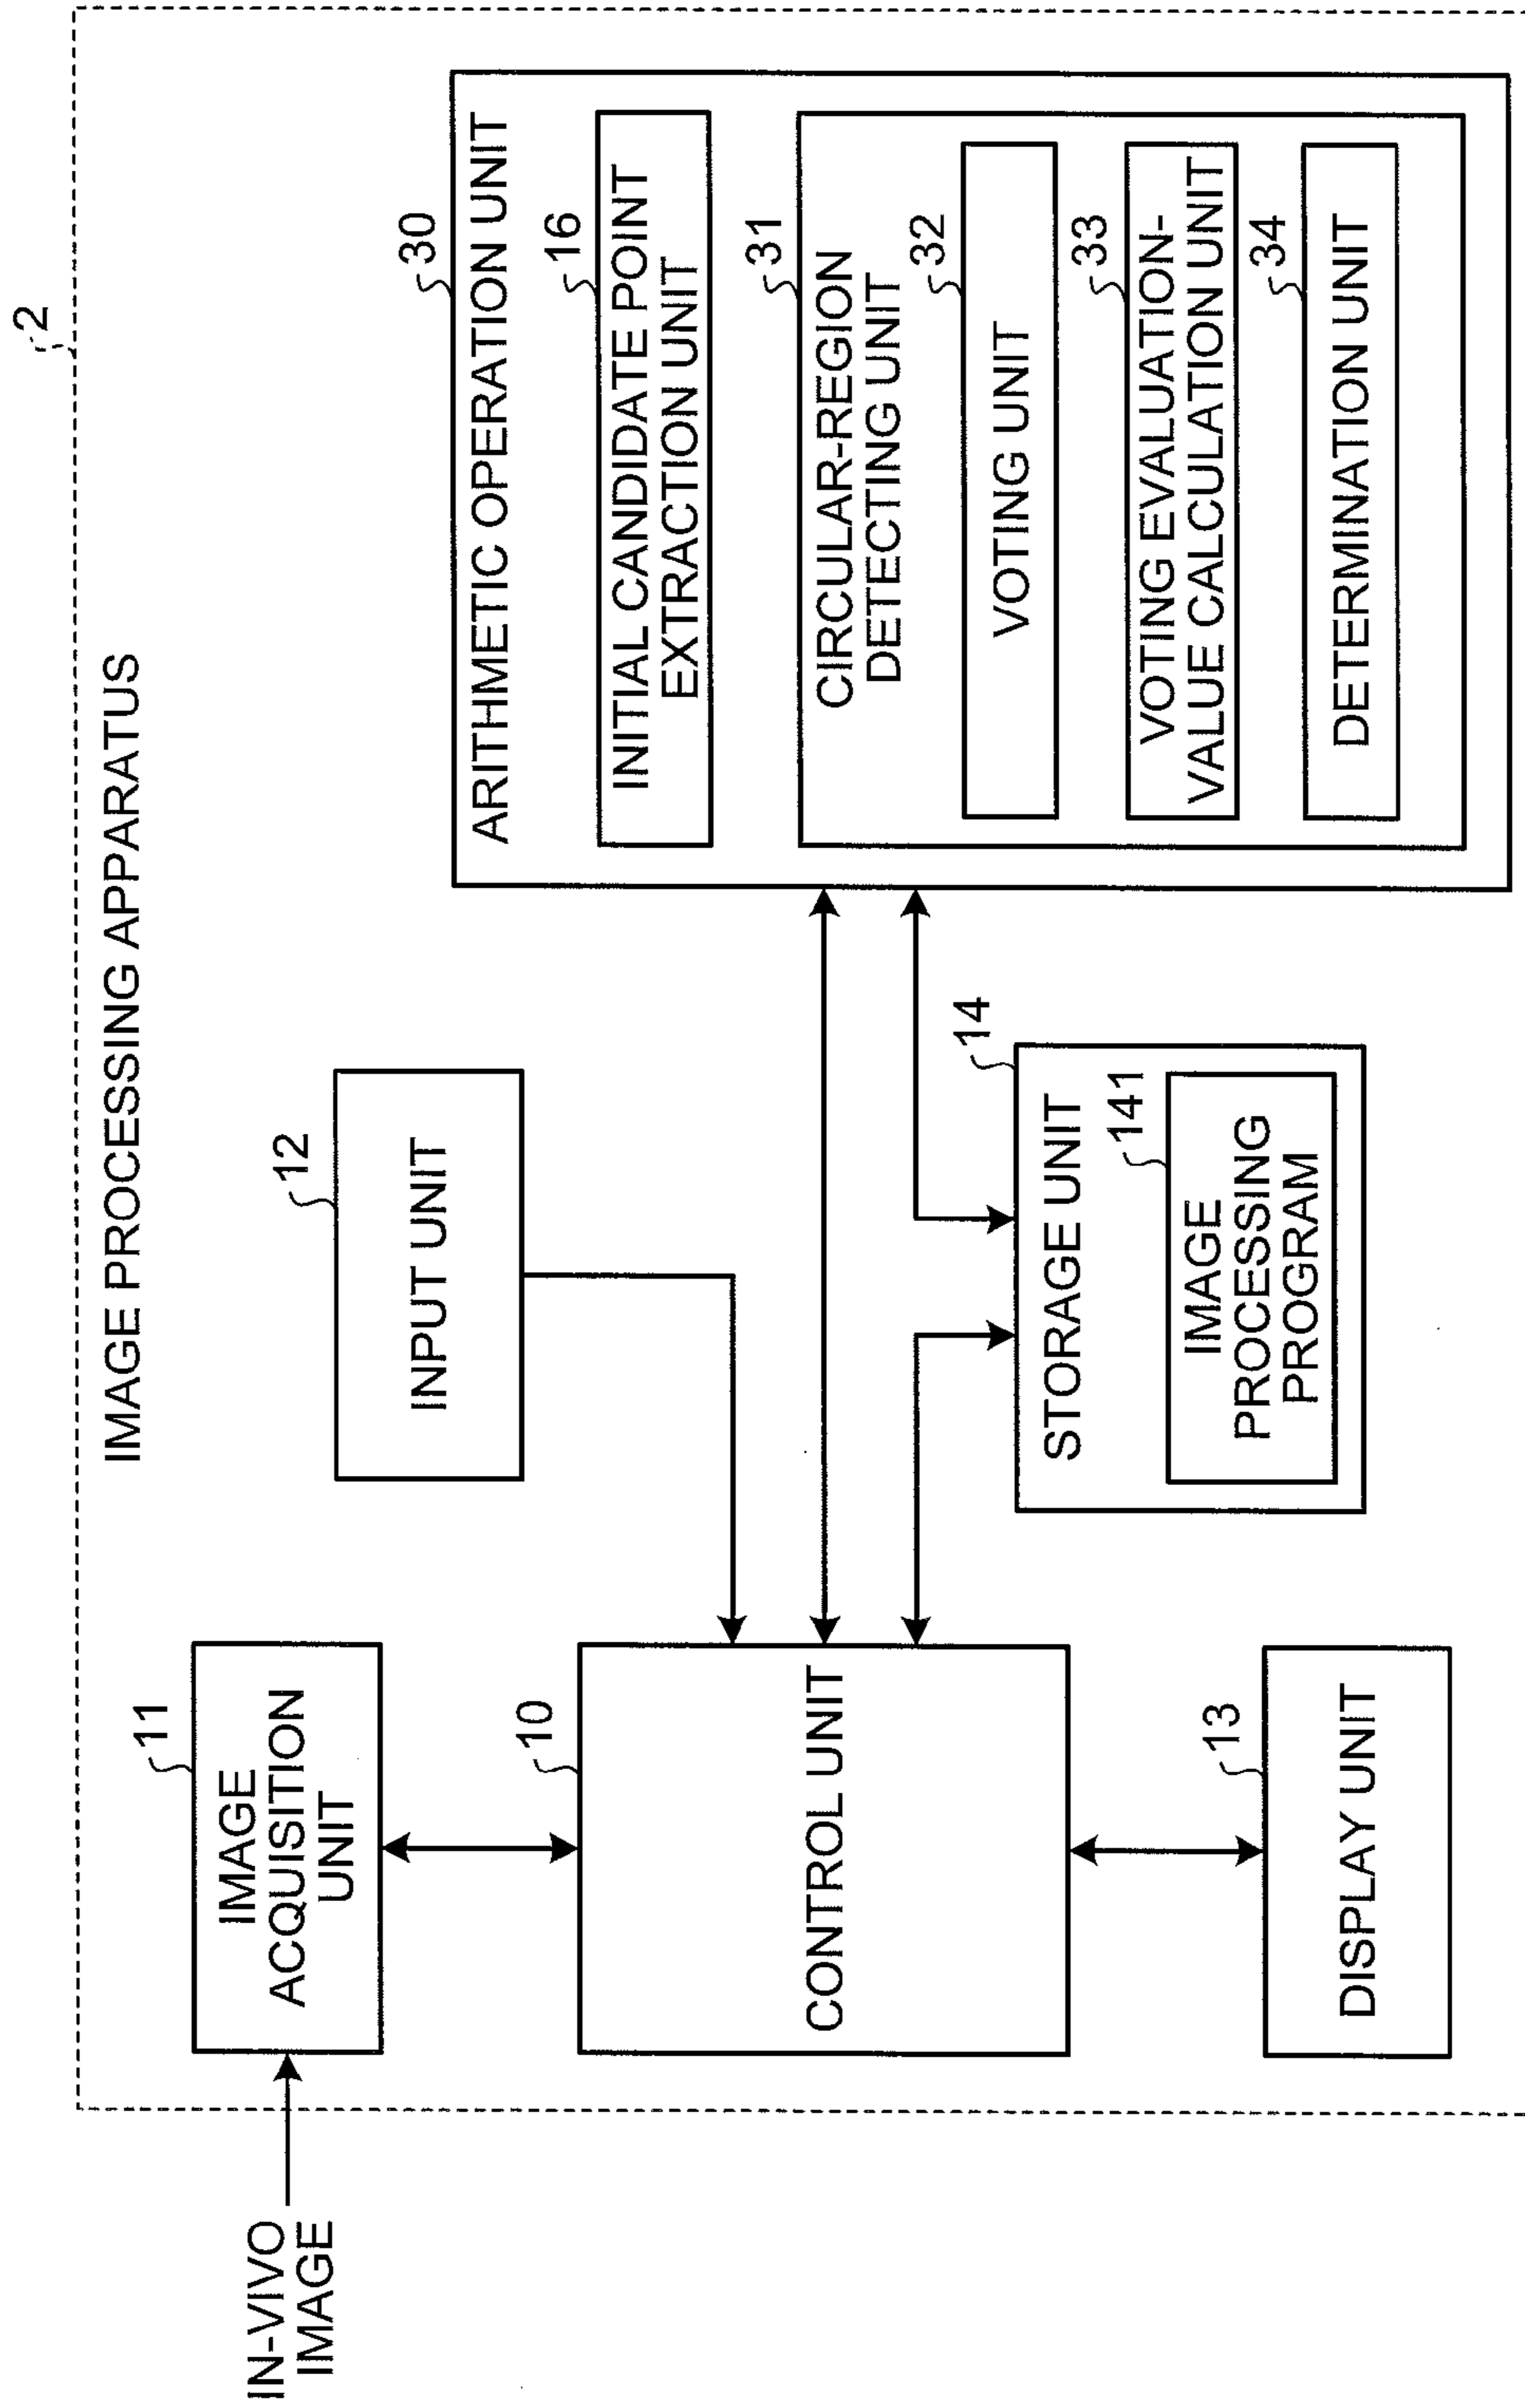 2
IMAGE PROCESSING APPARATUS
IN-VIVO
IMAGE
11
IMAGE
ACQUISITION
UNIT
12
INPUT UNIT
10
CONTROL UNIT
13
DISPLAY UNIT
14
STORAGE UNIT
141
IMAGE
PROCESSING
PROGRAM
30
ARITHMETIC OPERATION UNIT
16
INITIAL CANDIDATE POINT
EXTRACTION UNIT
31
CIRCULAR-REGION
DETECTING UNIT
32
VOTING UNIT
33
VOTING EVALUATION-
VALUE CALCULATION UNIT
34
DETERMINATION UNIT